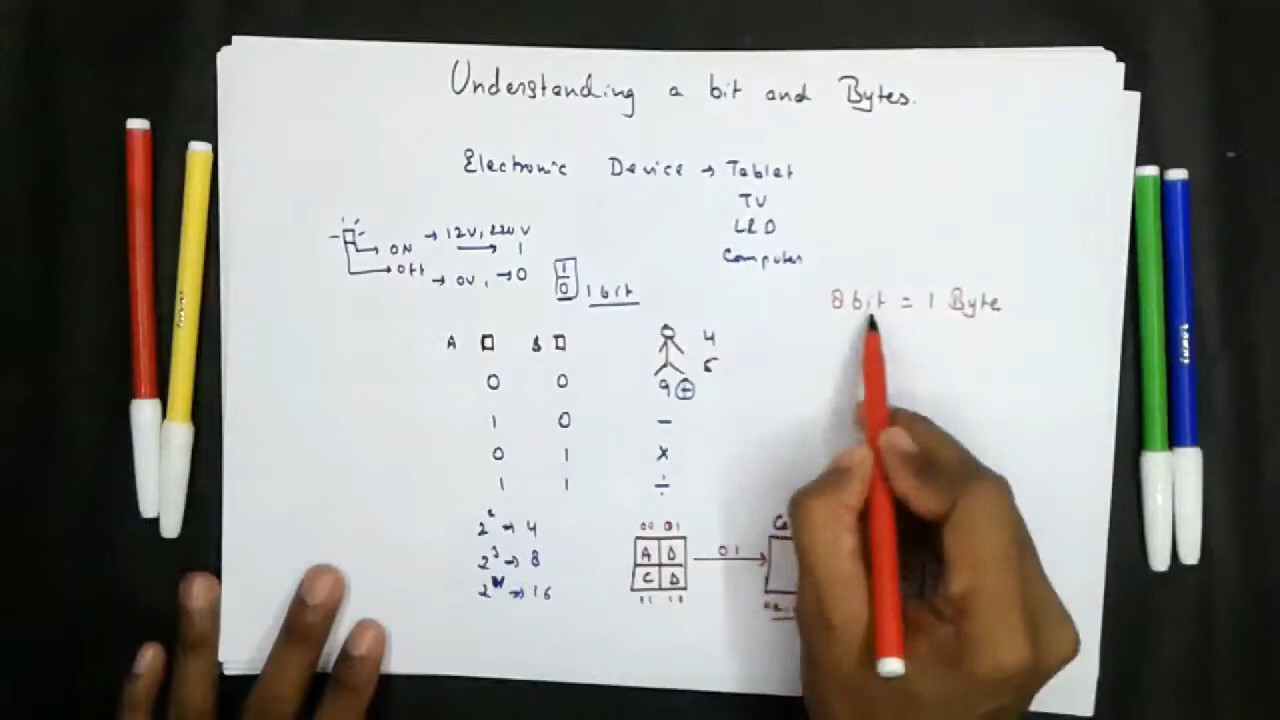 Understanding a bit and Bytes.
Electronic Device → Tablet
TV
LED
Computer
ON → 12V, 220V → 1
OFF → 0V, → 0
1
0
1 bit
8 bit = 1 Byte
A B
4
5
0 0 9 +
1 0 -
0 1 x
1 1 ÷
2² → 4
2³ → 8
2⁴ → 16
00 01
A B
C D
11 10
01